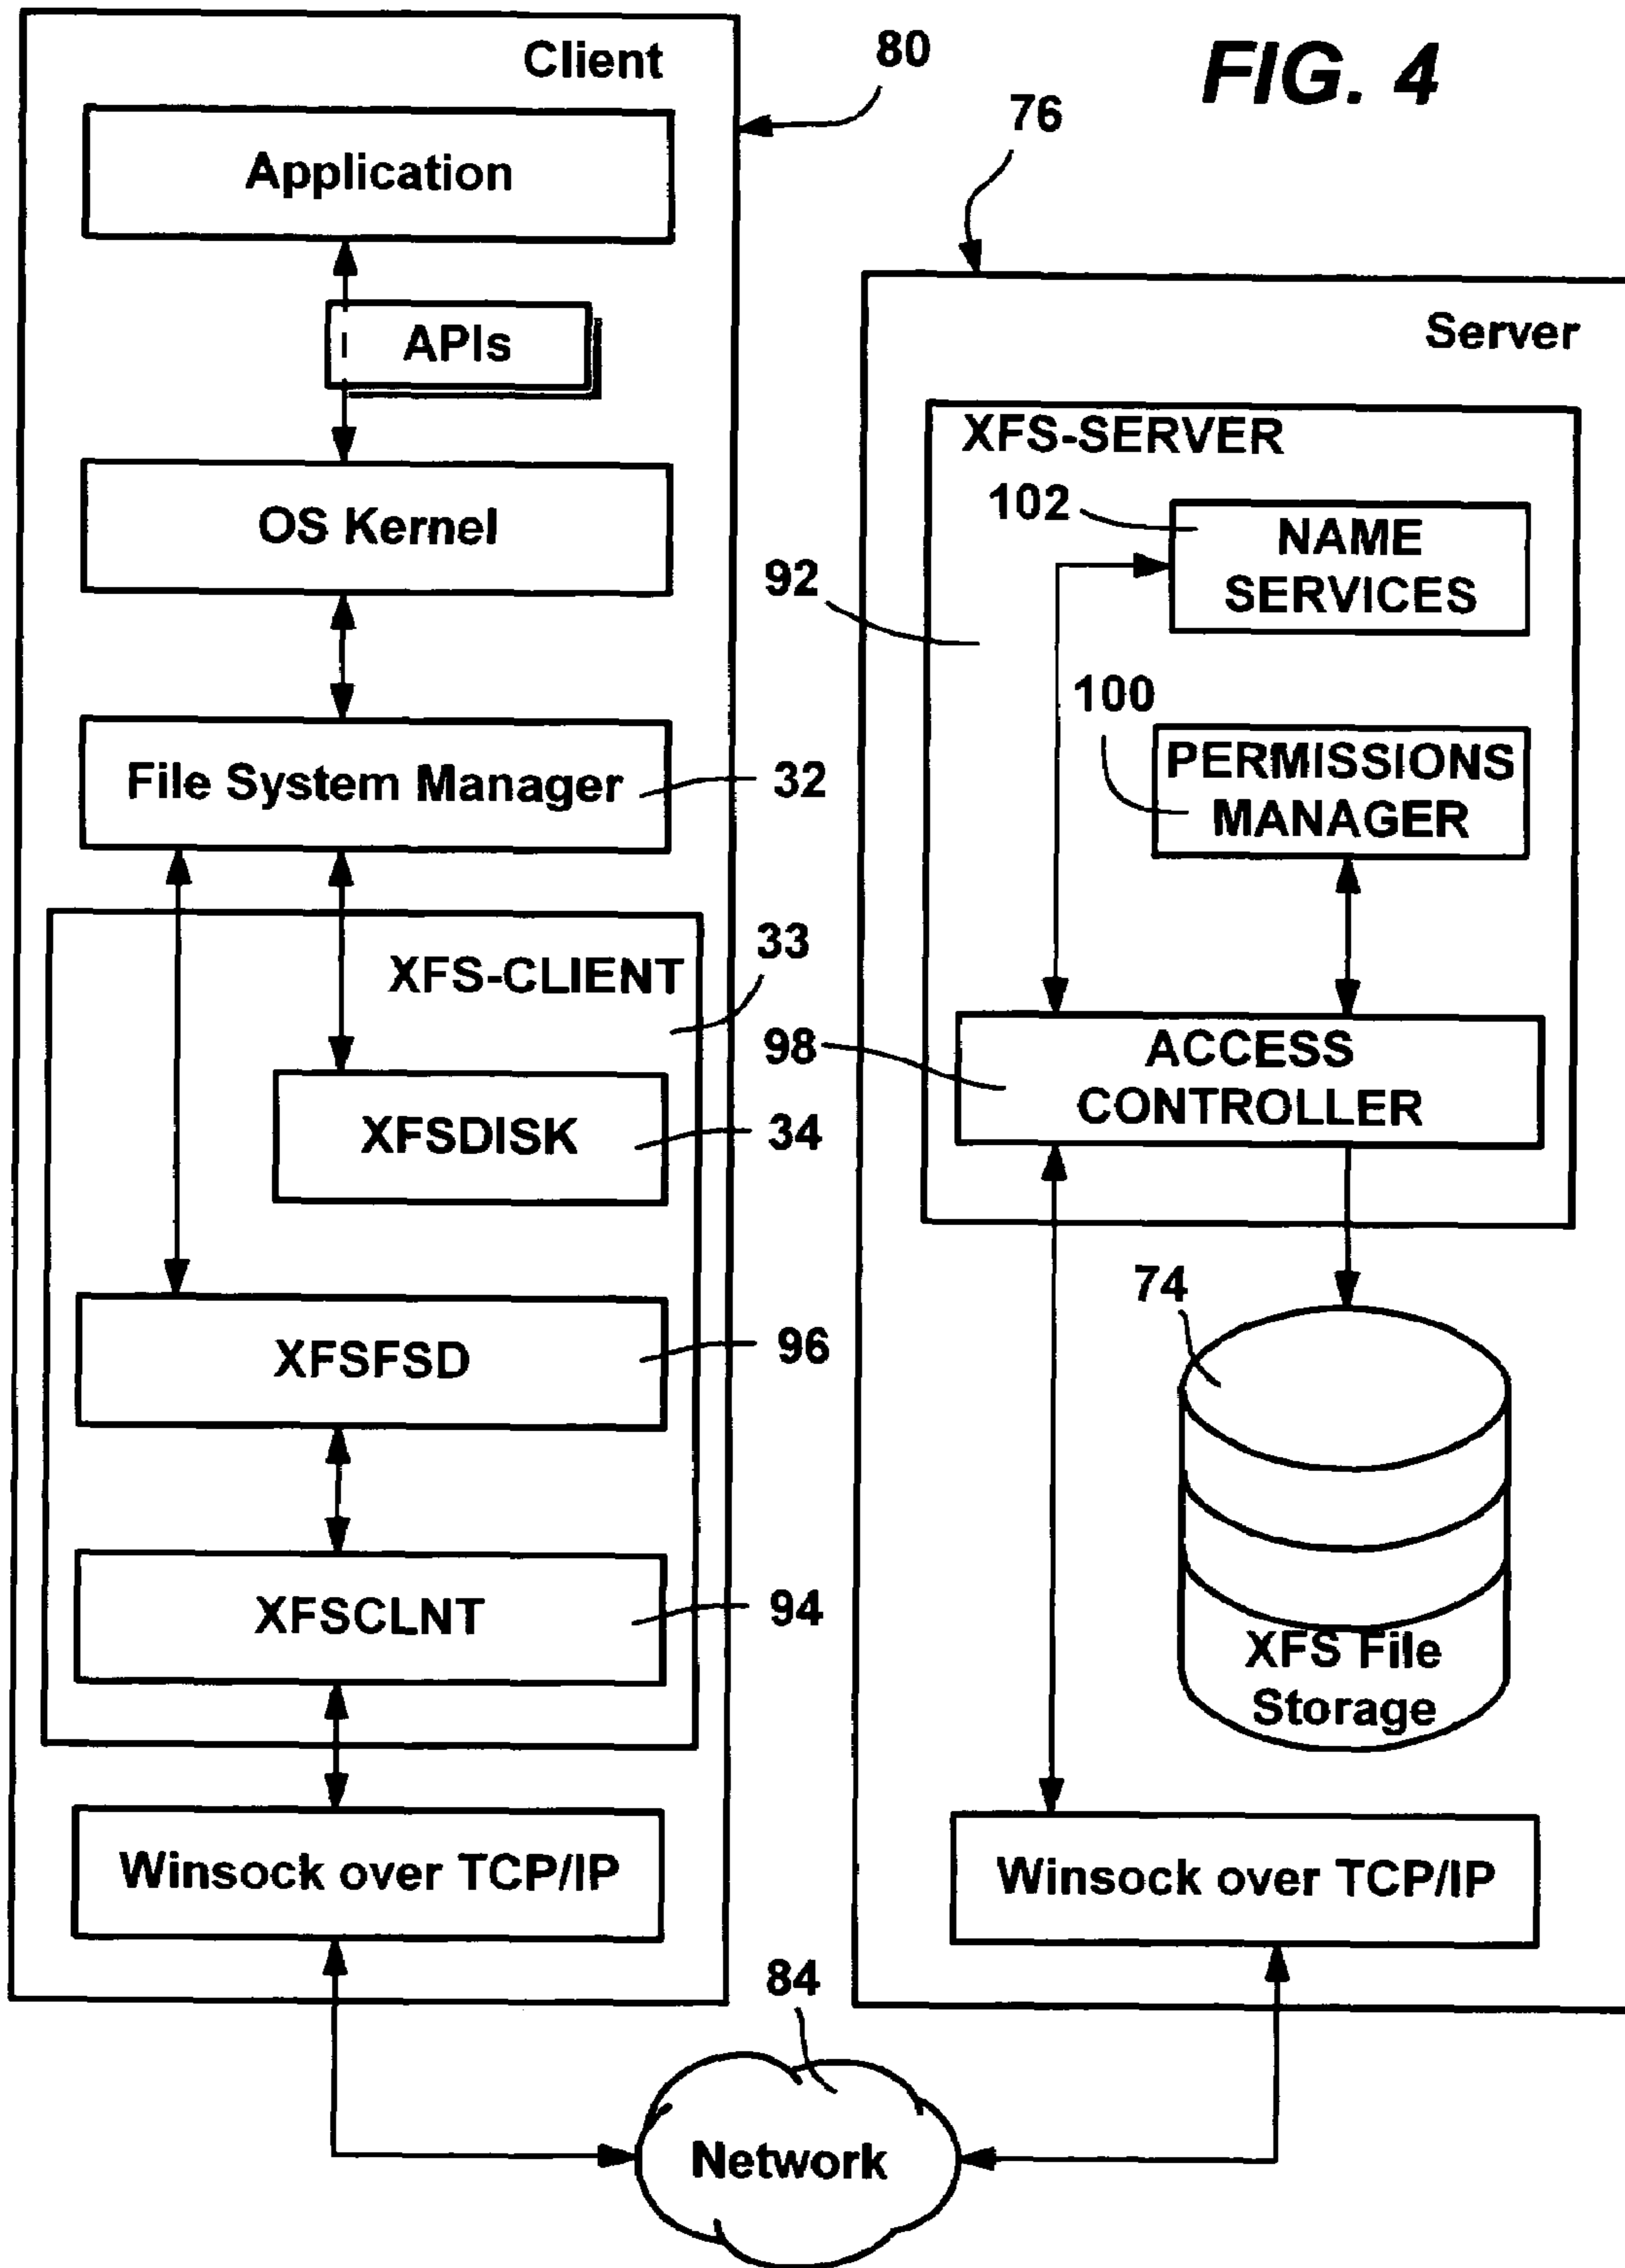 FIG. 4
80
Client
Application
APIs
OS Kernel
File System Manager
32
XFS-CLIENT
33
XFSDISK
34
XFSFSD
96
XFSCLNT
94
Winsock over TCP/IP
76
Server
XFS-SERVER
92
102
NAME
SERVICES
100
PERMISSIONS
MANAGER
98
ACCESS
CONTROLLER
74
XFS File
Storage
Winsock over TCP/IP
84
Network